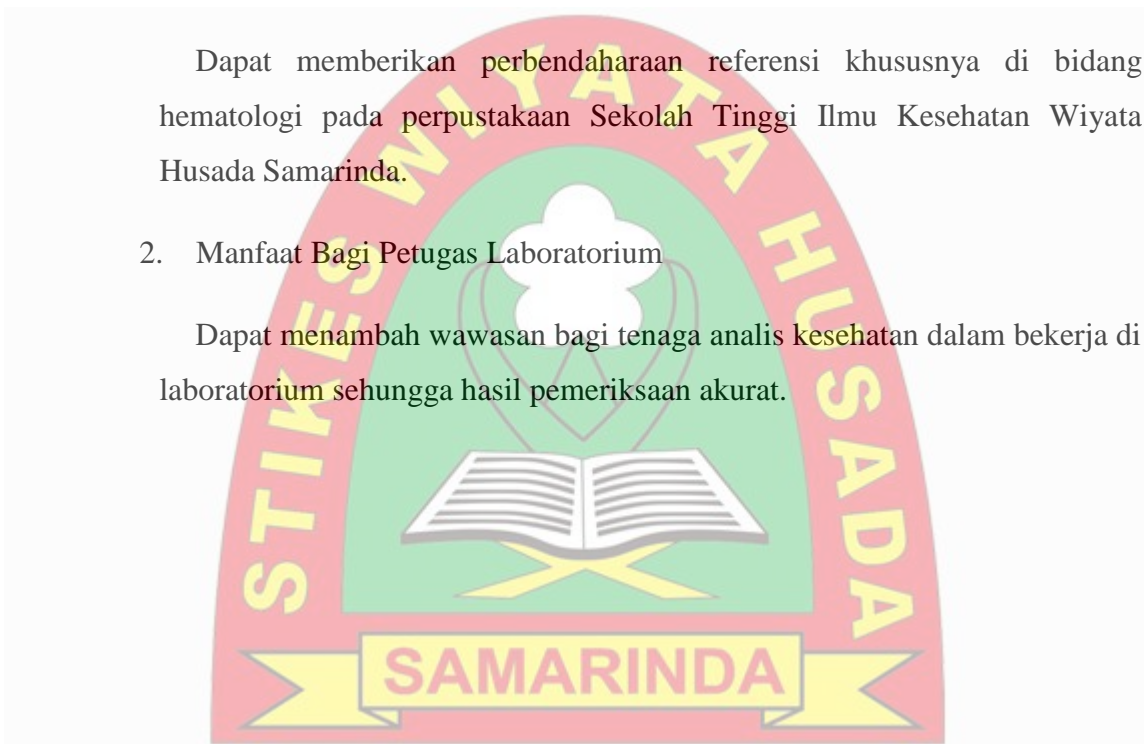 Dapat memberikan perbendaharaan referensi khususnya di bidang
hematologi pada perpustakaan Sekolah Tinggi Ilmu Kesehatan Wiyata
Husada Samarinda.
2. Manfaat Bagi Petugas Laboratorium
Dapat menambah wawasan bagi tenaga analis kesehatan dalam bekerja di
laboratorium sehungga hasil pemeriksaan akurat.
STIKES WIYATA HUSADA
SAMARINDA